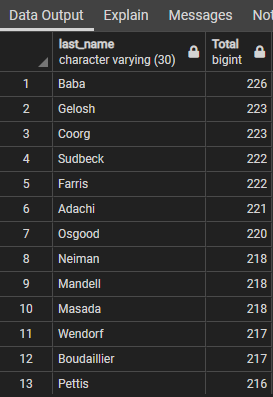 Data Output Explain Messages Not
last_name Total
character varying (30) bigint
1 Baba 226
2 Gelosh 223
3 Coorg 223
4 Sudbeck 222
5 Farris 222
6 Adachi 221
7 Osgood 220
8 Neiman 218
9 Mandell 218
10 Masada 218
11 Wendorf 217
12 Boudaillier 217
13 Pettis 216